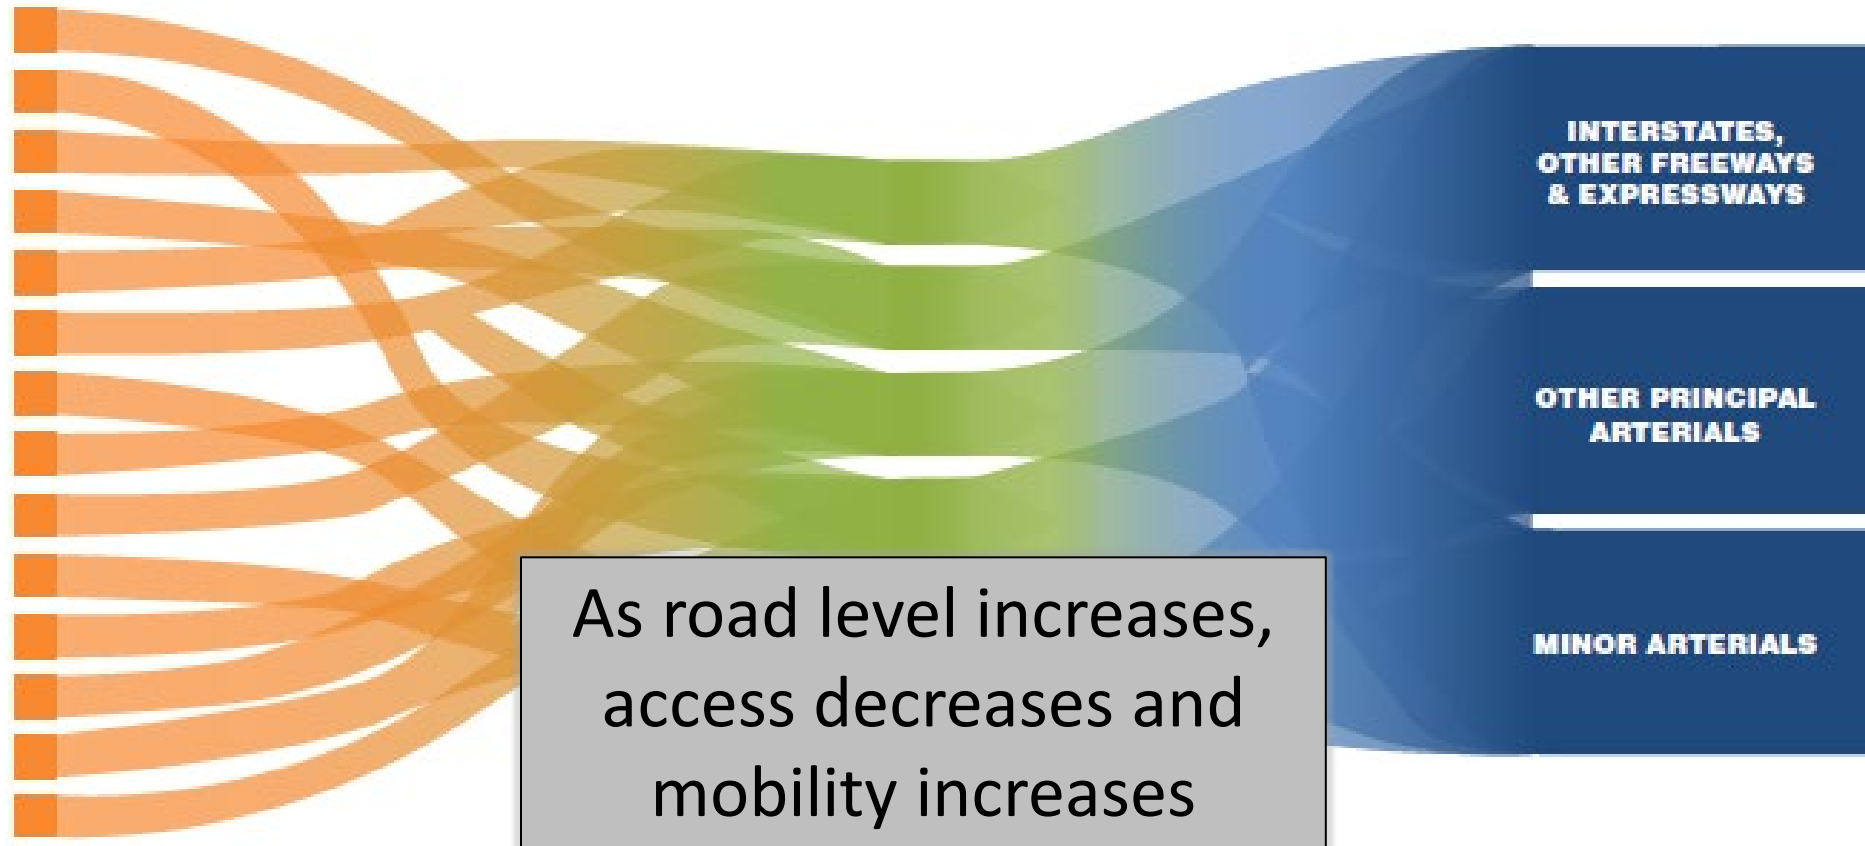 INTERSTATES,
OTHER FREEWAYS
& EXPRESSWAYS
OTHER PRINCIPAL
ARTERIALS
MINOR ARTERIALS
As road level increases,
access decreases and
mobility increases